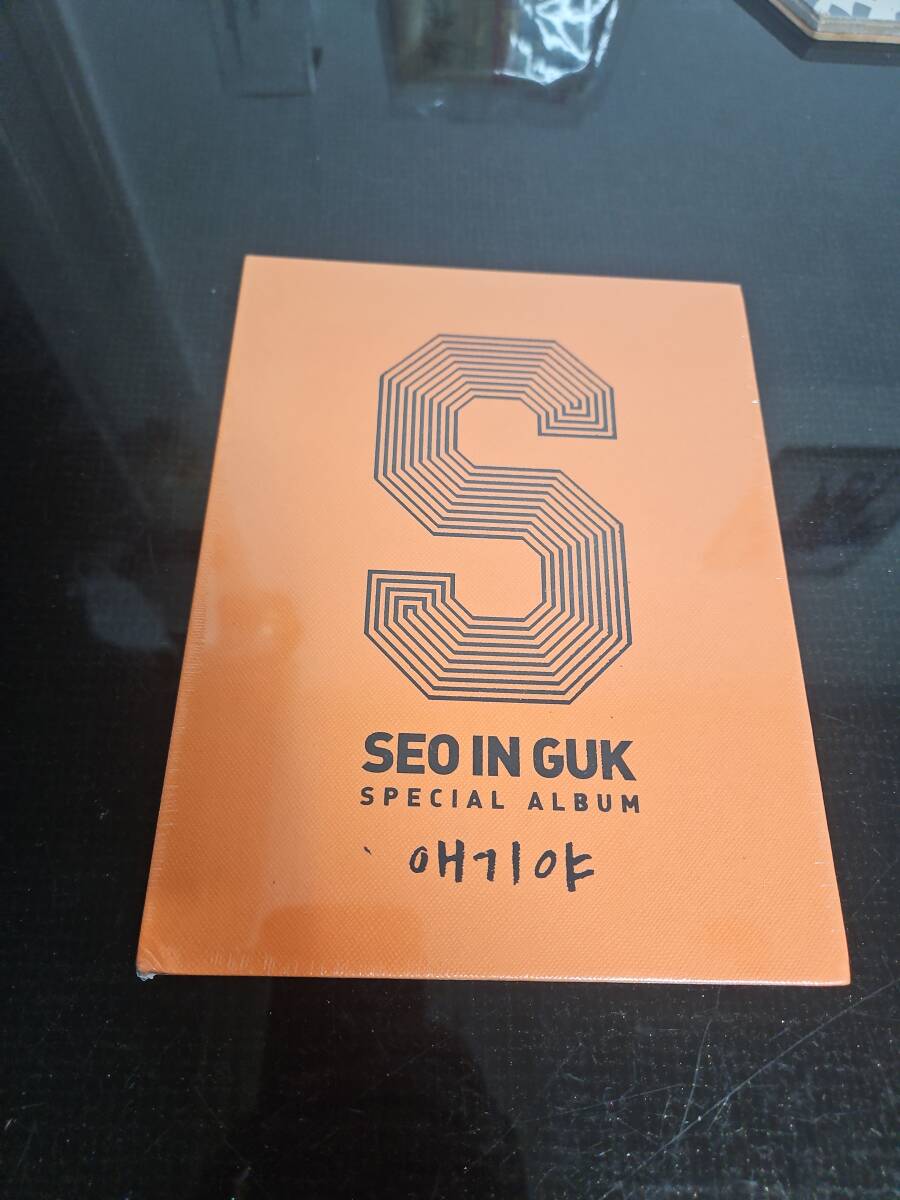 S
SEO IN GUK
SPECIAL ALBUM
애기야